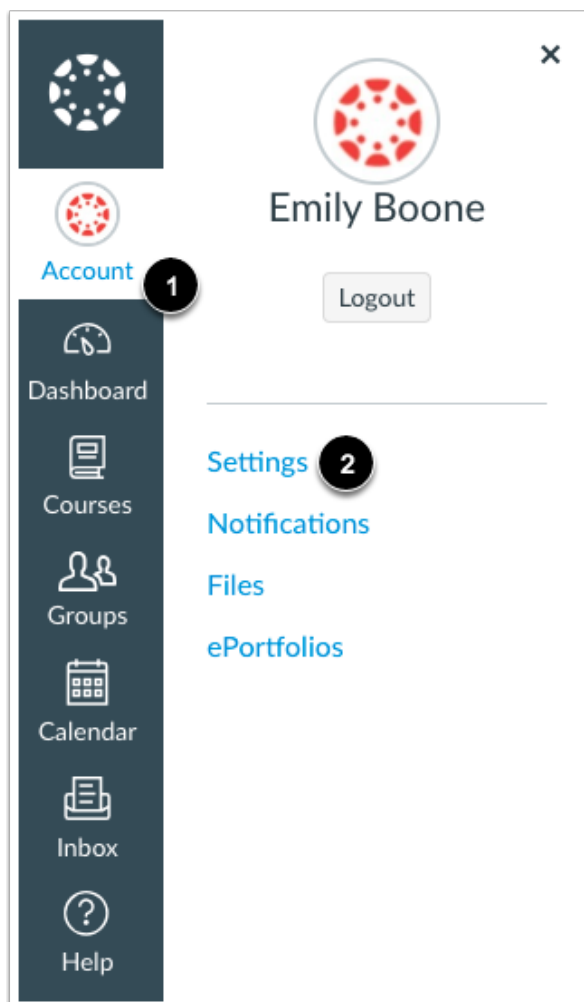 Account
1
Dashboard
Courses
Groups
Calendar
Inbox
Help
×
Emily Boone
Logout
Settings 2
Notifications
Files
ePortfolios